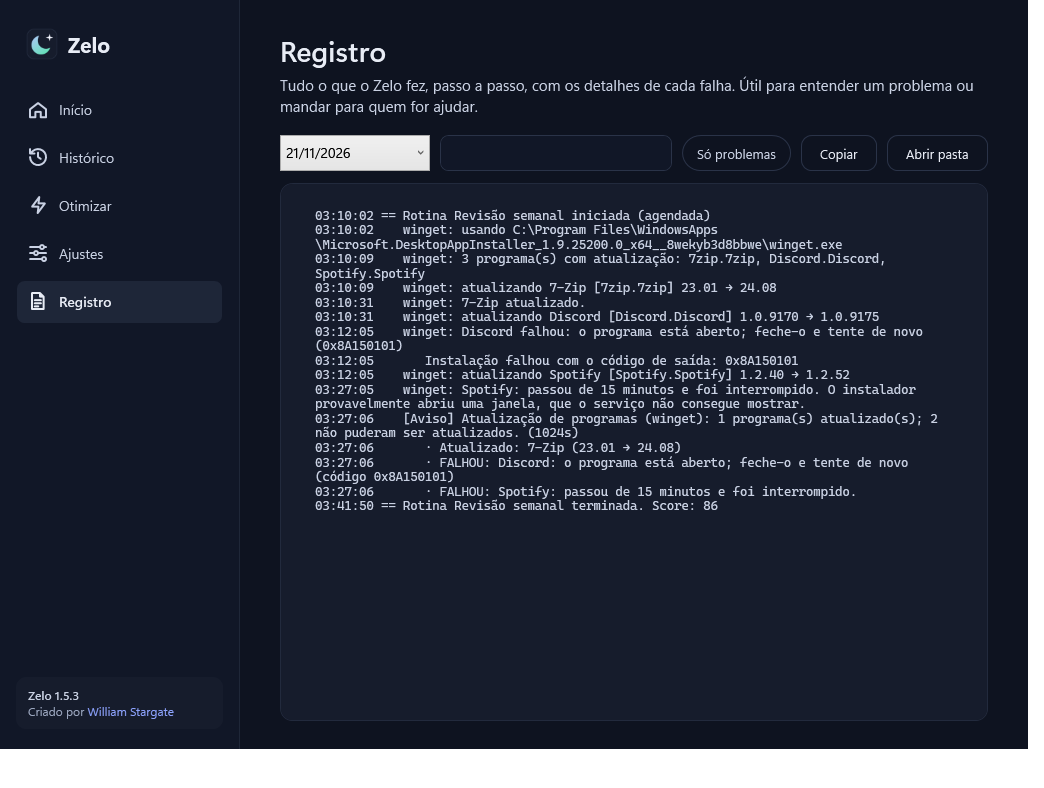 Zelo
Início
Histórico
Otimizar
Ajustes
Registro
Zelo 1.5.3
Criado por William Stargate
Registro
Tudo o que o Zelo fez, passo a passo, com os detalhes de cada falha. Útil para entender um problema ou
mandar para quem for ajudar.
21/11/2026
Só problemas
Copiar
Abrir pasta
03:10:02 == Rotina Revisão semanal iniciada (agendada)
03:10:02    winget: usando C:\Program Files\WindowsApps
\Microsoft.DesktopAppInstaller_1.9.25200.0_x64__8wekyb3d8bbwe\winget.exe
03:10:09    winget: 3 programa(s) com atualização: 7zip.7zip, Discord.Discord,
Spotify.Spotify
03:10:09    winget: atualizando 7-Zip [7zip.7zip] 23.01 → 24.08
03:10:31    winget: 7-Zip atualizado.
03:10:31    winget: atualizando Discord [Discord.Discord] 1.0.9170 → 1.0.9175
03:12:05    winget: Discord falhou: o programa está aberto; feche-o e tente de novo
(0x8A150101)
03:12:05       Instalação falhou com o código de saída: 0x8A150101
03:12:05    winget: atualizando Spotify [Spotify.Spotify] 1.2.40 → 1.2.52
03:27:05    winget: Spotify: passou de 15 minutos e foi interrompido. O instalador
provavelmente abriu uma janela, que o serviço não consegue mostrar.
03:27:06    [Aviso] Atualização de programas (winget): 1 programa(s) atualizado(s); 2
não puderam ser atualizados. (1024s)
03:27:06       · Atualizado: 7-Zip (23.01 → 24.08)
03:27:06       · FALHOU: Discord: o programa está aberto; feche-o e tente de novo
(código 0x8A150101)
03:27:06       · FALHOU: Spotify: passou de 15 minutos e foi interrompido.
03:41:50 == Rotina Revisão semanal terminada. Score: 86